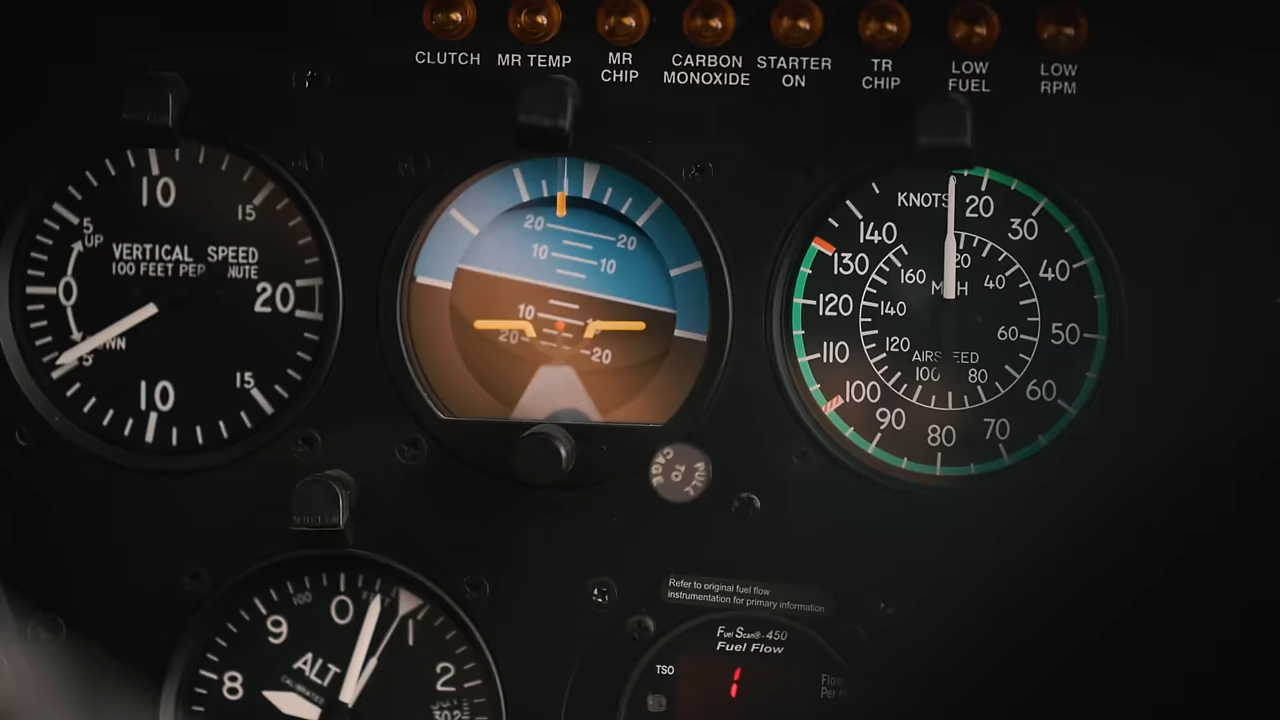 CLUTCH
MR TEMP
MR
CHIP
CARBON
MONOXIDE
STARTER
ON
TR
CHIP
LOW
FUEL
LOW
RPM
10
15
5
UP
VERTICAL SPEED
100 FEET PER
0
20
5
10
15
20
20
10
10
10
20
20
PULL
TO
CAGE
KNOTS
20
30
40
50
60
70
80
90
100
110
120
130
140
20
40
60
80
100
120
140
160
MPH
100
0
1
2
8
9
ALT
CALIBRATED
Refer to original fuel flow
instrumentation for primary information
Fuel Scan® - 450
Fuel Flow
TSO
1
Flow